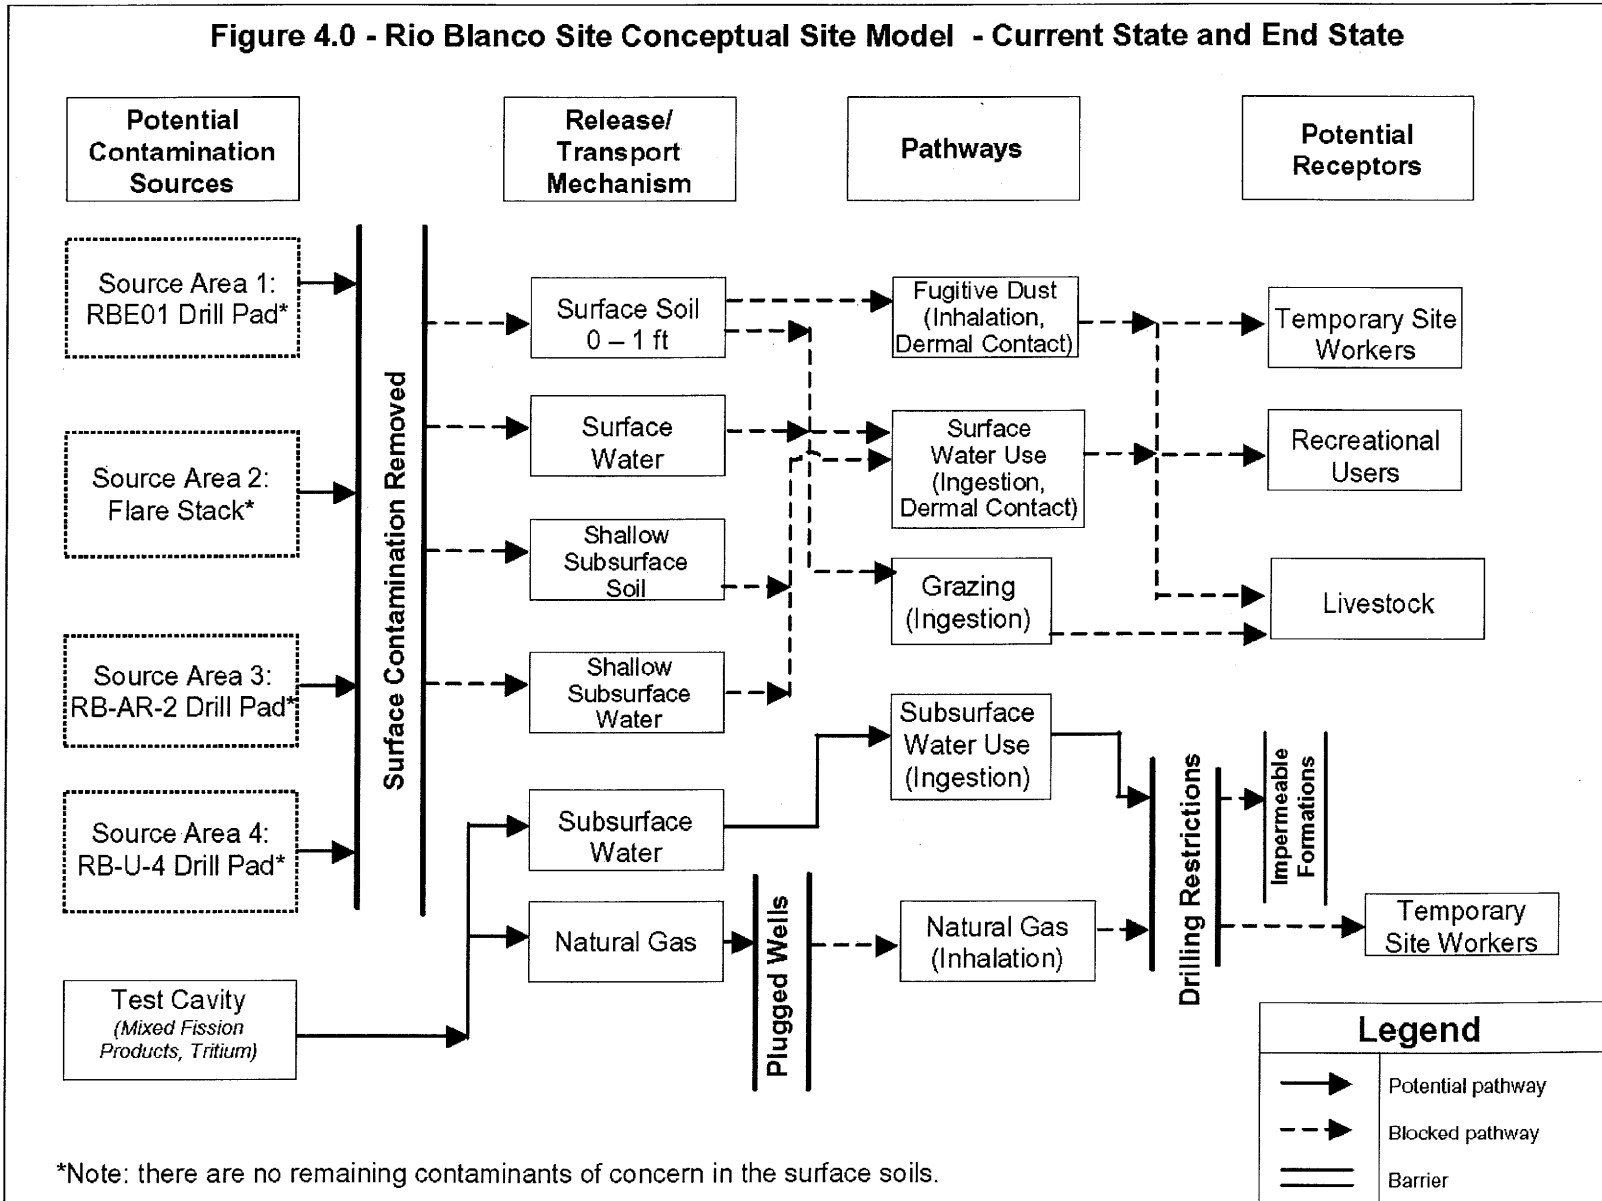 Figure 4.0 - Rio Blanco Site Conceptual Site Model - Current State and End State
Potential
Contamination
Sources
Release/
Transport
Mechanism
Pathways
Potential
Receptors
Source Area 1:
RBE01 Drill Pad*
Source Area 2:
Flare Stack*
Source Area 3:
RB-AR-2 Drill Pad*
Source Area 4:
RB-U-4 Drill Pad*
Test Cavity
(Mixed Fission
Products, Tritium)
Surface Contamination Removed
Surface Soil
0 – 1 ft
Surface
Water
Shallow
Subsurface
Soil
Shallow
Subsurface
Water
Subsurface
Water
Natural Gas
Plugged Wells
Fugitive Dust
(Inhalation,
Dermal Contact)
Surface
Water Use
(Ingestion,
Dermal Contact)
Grazing
(Ingestion)
Subsurface
Water Use
(Ingestion)
Natural Gas
(Inhalation)
Drilling Restrictions
Impermeable
Formations
Temporary Site
Workers
Recreational
Users
Livestock
Temporary
Site Workers
Legend
Potential pathway
Blocked pathway
Barrier
*Note: there are no remaining contaminants of concern in the surface soils.